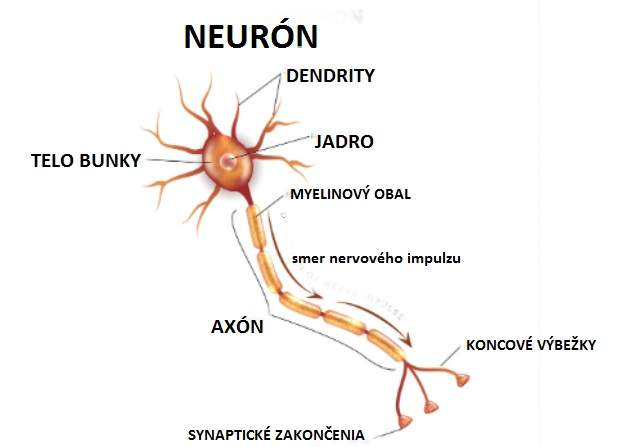 NEURÓN
DENDRITY
JADRO
TELO BUNKY
MYELINOVÝ OBAL
smer nervového impulzu
AXÓN
KONCOVÉ VÝBEŽKY
SYNAPTICKÉ ZAKONČENIA